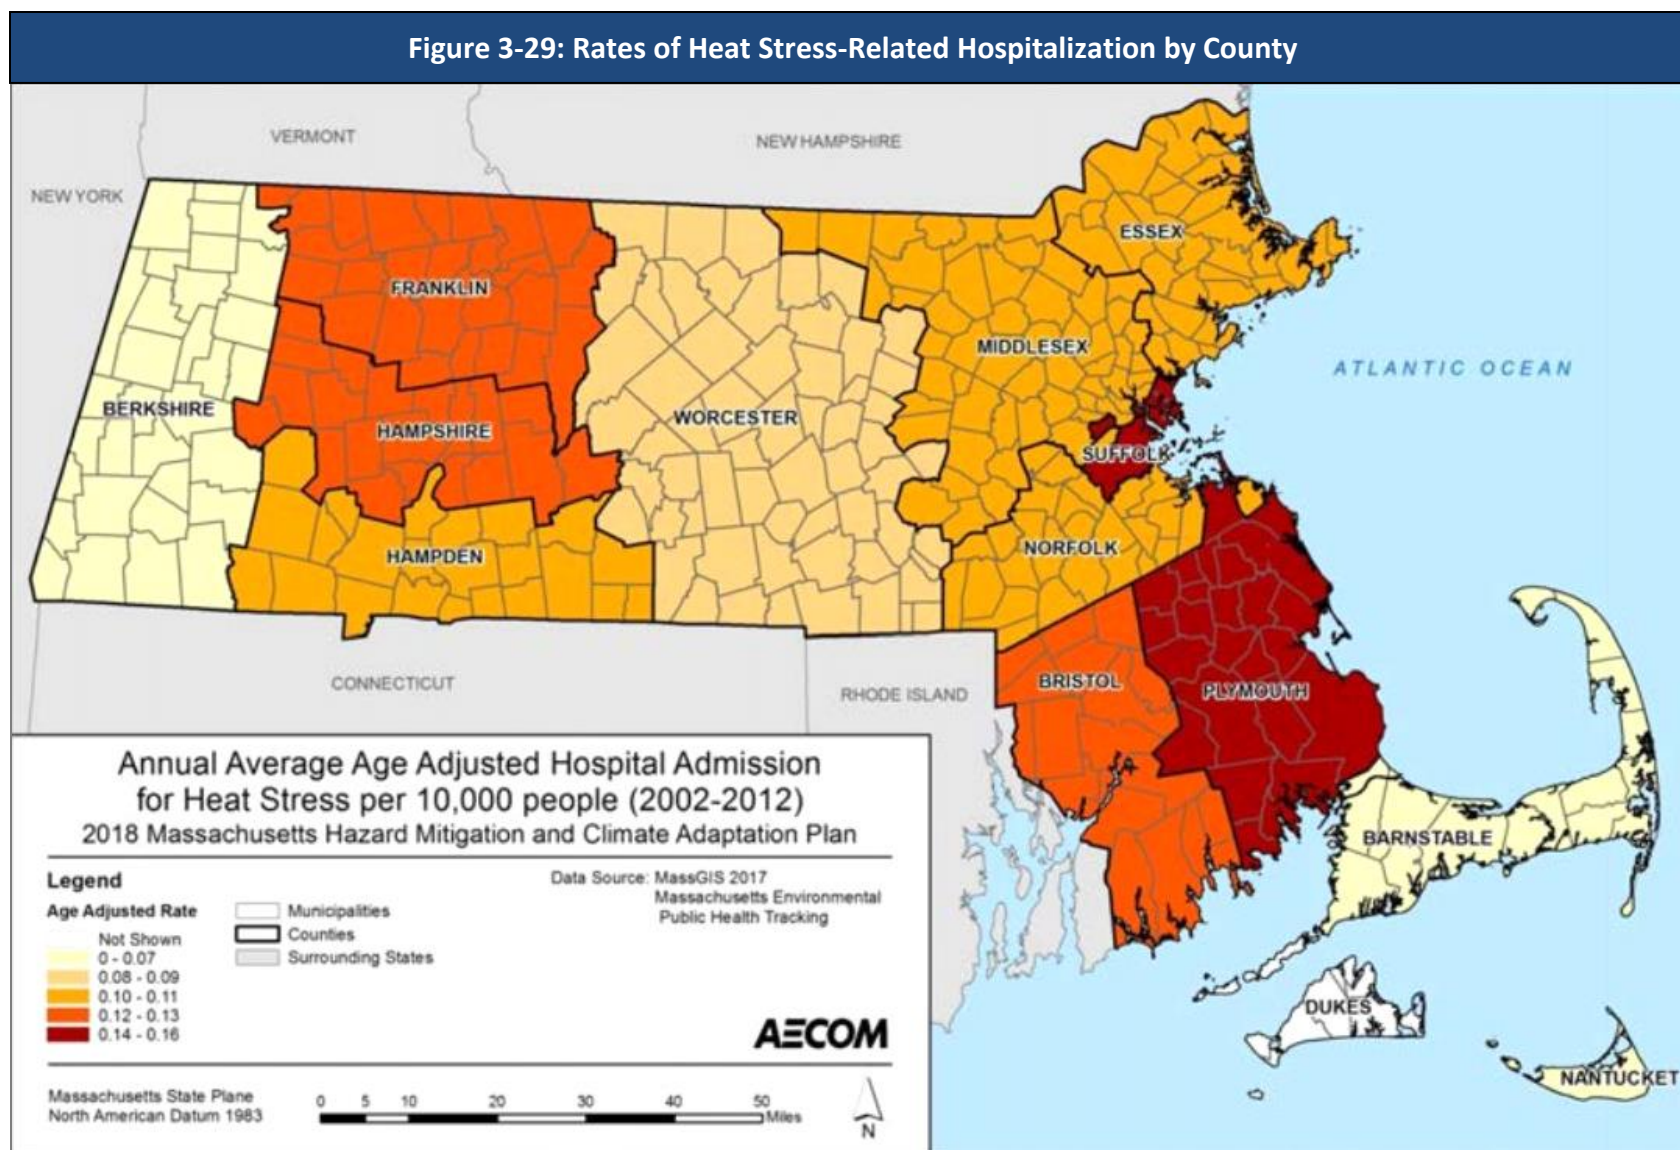 Figure 3-29: Rates of Heat Stress-Related Hospitalization by County
VERMONT
NEW HAMPSHIRE
NEW YORK
ESSEX
FRANKLIN
MIDDLESEX
ATLANTIC OCEAN
BERKSHIRE
WORCESTER
HAMPSHIRE
SUFFOLK
NORFOLK
HAMPDEN
CONNECTICUT
RHODE ISLAND
BRISTOL
PLYMOUTH
BARNSTABLE
DUKES
NANTUCKET
Annual Average Age Adjusted Hospital Admission
for Heat Stress per 10,000 people (2002-2012)
2018 Massachusetts Hazard Mitigation and Climate Adaptation Plan
Legend
Age Adjusted Rate
Not Shown
0 - 0.07
0.08 - 0.09
0.10 - 0.11
0.12 - 0.13
0.14 - 0.16
Municipalities
Counties
Surrounding States
Data Source: MassGIS 2017
Massachusetts Environmental
Public Health Tracking
AECOM
Massachusetts State Plane
North American Datum 1983
0 5 10 20 30 40 50
Miles
N